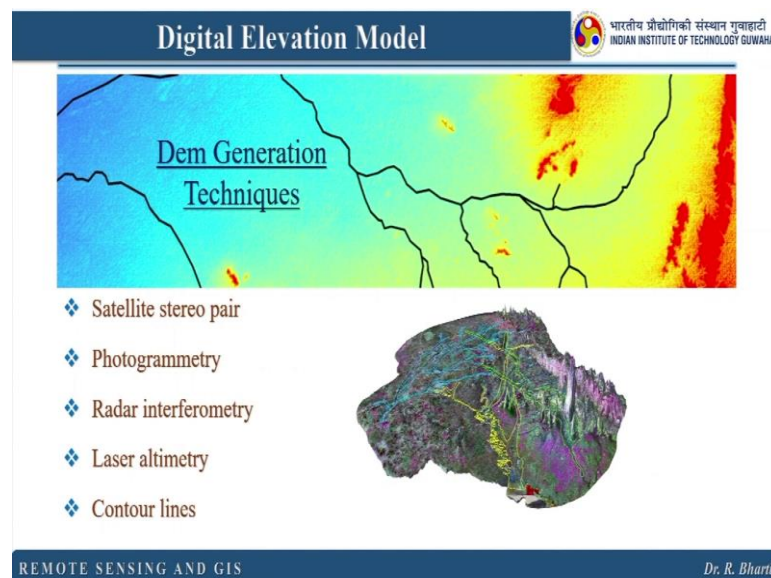 Digital Elevation Model
भारतीय प्रौद्योगिकी संस्थान गुवाहाटी
INDIAN INSTITUTE OF TECHNOLOGY GUWAHA
Dem Generation
Techniques
❖ Satellite stereo pair
❖ Photogrammetry
❖ Radar interferometry
❖ Laser altimetry
❖ Contour lines
REMOTE SENSING AND GIS
Dr. R. Bharti